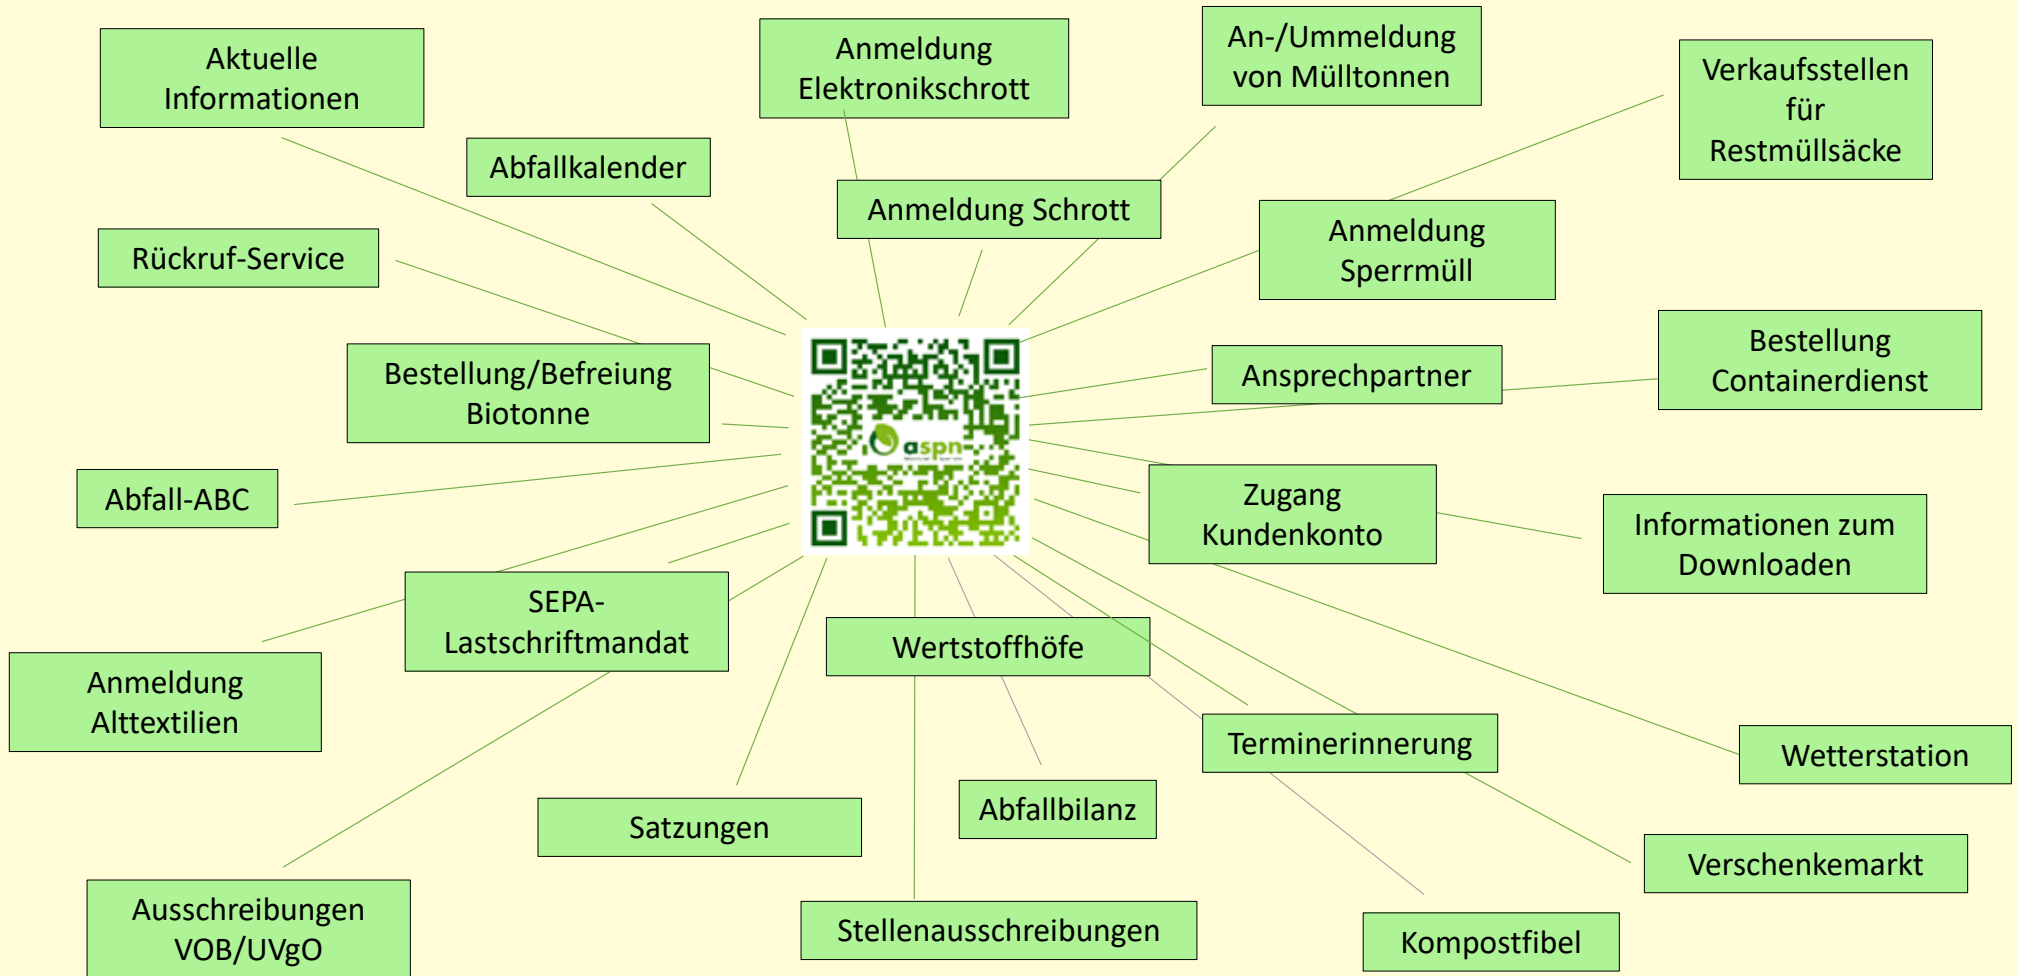 Aktuelle
Informationen
Anmeldung
Elektronikschrott
An-/Ummeldung
von Mülltonnen
Verkaufsstellen
für
Restmüllsäcke
Abfallkalender
Anmeldung Schrott
Rückruf-Service
Anmeldung
Sperrmüll
Bestellung/Befreiung
Biotonne
Ansprechpartner
Bestellung
Containerdienst
aspn
Abfall-ABC
Zugang
Kundenkonto
Informationen zum
Downloaden
SEPA-
Lastschriftmandat
Wertstoffhöfe
Anmeldung
Alttextilien
Terminerinnerung
Wetterstation
Satzungen
Abfallbilanz
Verschenkemarkt
Ausschreibungen
VOB/UVgO
Stellenausschreibungen
Kompostfibel